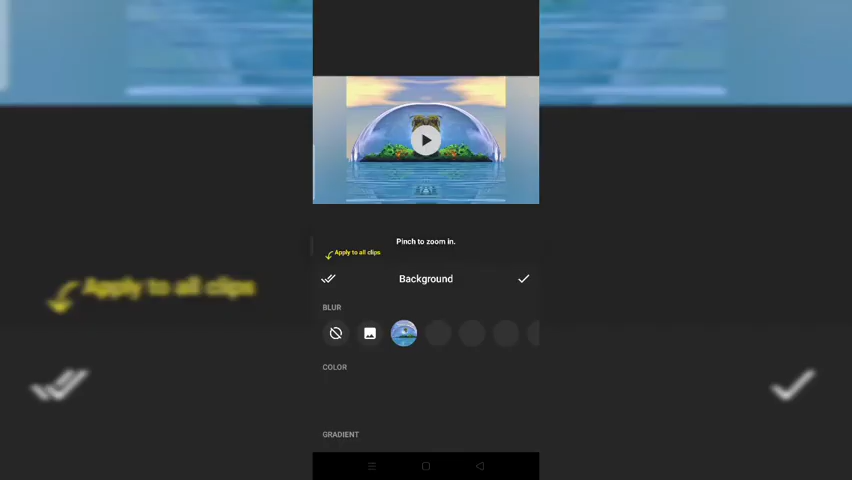 Pinch to zoom in.
Apply to all clips
Background
BLUR
COLOR
GRADIENT
Apply to all clips